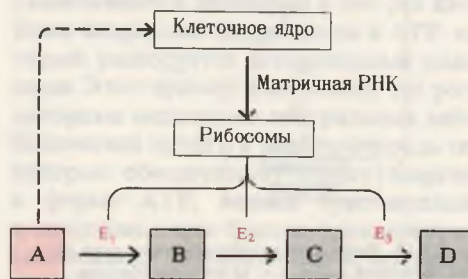 Клеточное ядро
Матричная РНК
Рибосомы
E₁ E₂ E₃
A B C D